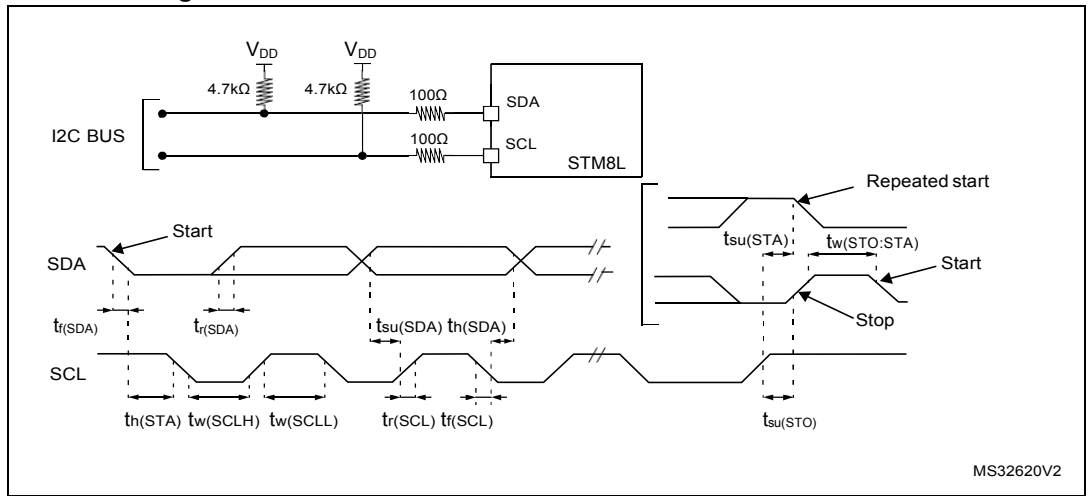 V_DD V_DD
4.7kΩ 4.7kΩ 100Ω
SDA
I2C BUS
100Ω
SCL
STM8L
Repeated start
Start
tsu(STA) tw(STO:STA)
SDA
Start
tf(SDA) tr(SDA) tsu(SDA) th(SDA)
Stop
SCL
th(STA) tw(SCLH) tw(SCLL) tr(SCL) tf(SCL) tsu(STO)
MS32620V2